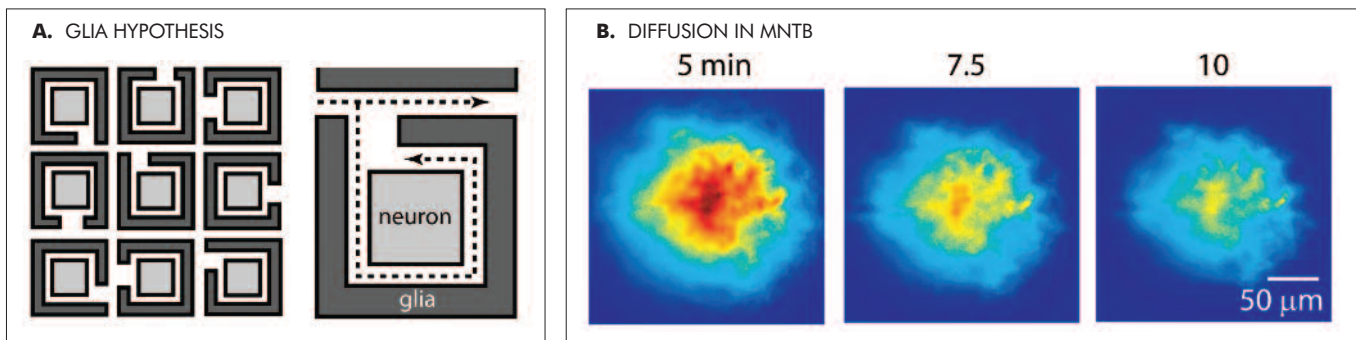 A. GLIA HYPOTHESIS
neuron
glia
B. DIFFUSION IN MNTB
5 min 7.5 10
50 μm